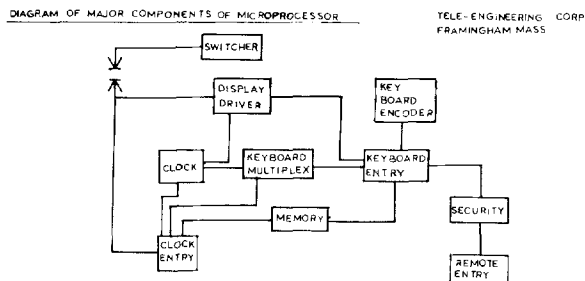 DIAGRAM OF MAJOR COMPONENTS OF MICROPROCESSOR
TELE-ENGINEERING CORP
FRAMINGHAM MASS
SWITCHER
DISPLAY
DRIVER
KEY
BOARD
ENCODER
CLOCK
KEYBOARD
MULTIPLEX
KEYBOARD
ENTRY
MEMORY
SECURITY
CLOCK
ENTRY
REMOTE
ENTRY